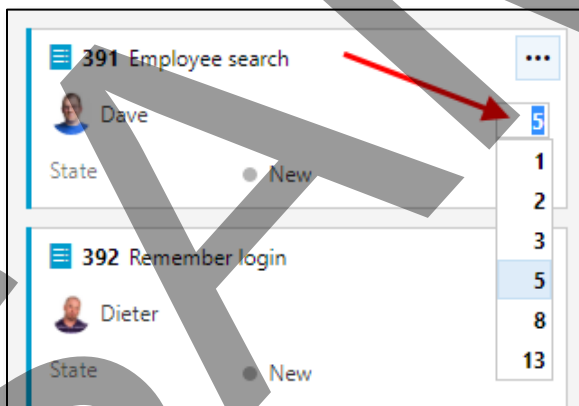 391 Employee search
...
Dave
5
State
New
1
2
3
5
8
13
392 Remember login
Dieter
State
New